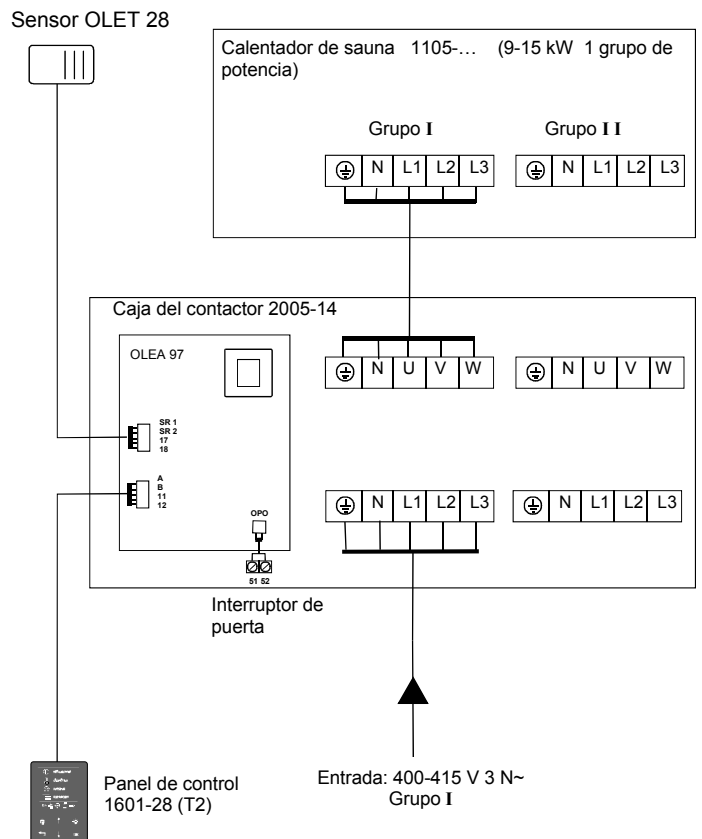 Sensor OLET 28
Calentador de sauna 1105-… (9-15 kW 1 grupo de
potencia)
Grupo I
Grupo I I
N L1 L2 L3
N L1 L2 L3
Caja del contactor 2005-14
OLEA 97
N U V W
N U V W
SR 1
SR 2
17
18
A
B
11
12
OPO
51 52
N L1 L2 L3
N L1 L2 L3
Interruptor de
puerta
Panel de control
1601-28 (T2)
Entrada: 400-415 V 3 N~
Grupo I